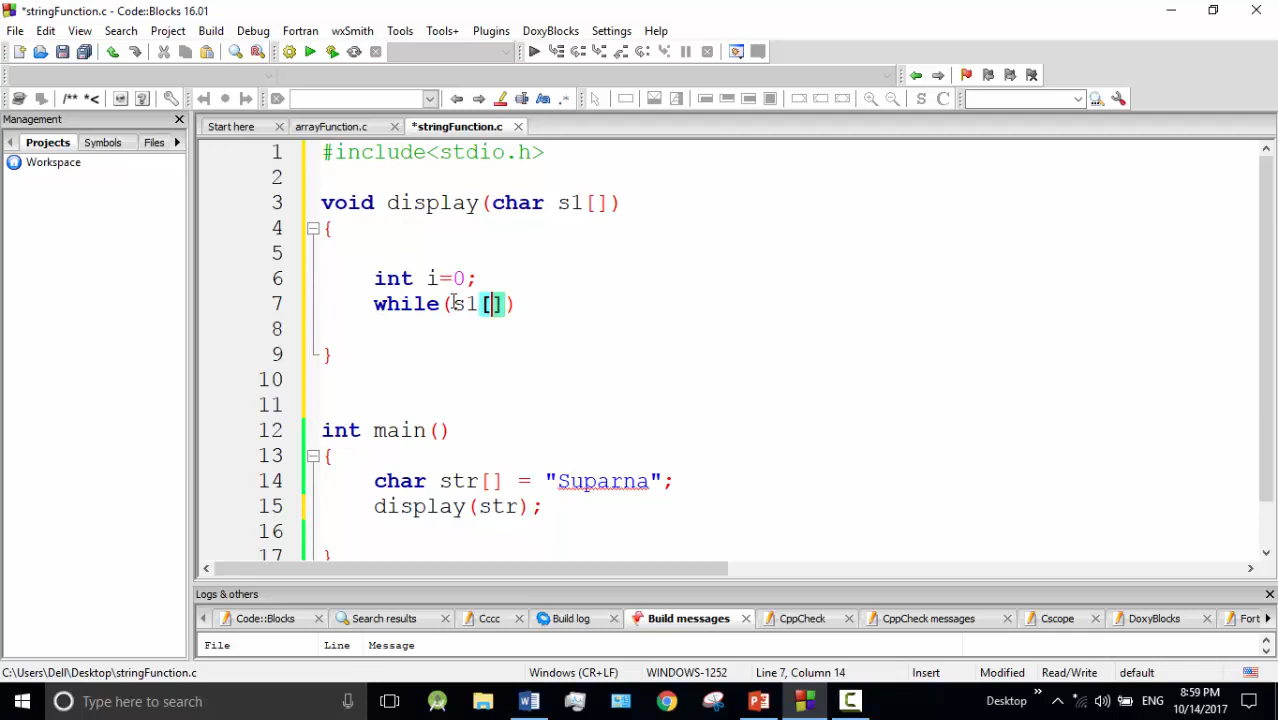 *stringFunction.c - Code::Blocks 16.01
File Edit View Search Project Build Debug Fortran wxSmith Tools Tools+ Plugins DoxyBlocks Settings Help
/** *<
S C
Management
Start here arrayFunction.c *stringFunction.c
Projects Symbols Files
Workspace
1 #include<stdio.h>
2
3 void display(char s1[])
4 {
5
6 int i=0;
7 while(s1[])
8
9 }
10
11
12 int main()
13 {
14 char str[] = "Suparna";
15 display(str);
16
17 }
Logs & others
Code::Blocks Search results Cccc Build log Build messages CppCheck CppCheck messages Cscope DoxyBlocks Fort
File Line Message
C:\Users\Dell\Desktop\stringFunction.c Windows (CR+LF) WINDOWS-1252 Line 7, Column 14 Insert Modified Read/Write default
Type here to search Desktop ENG 8:59 PM
10/14/2017